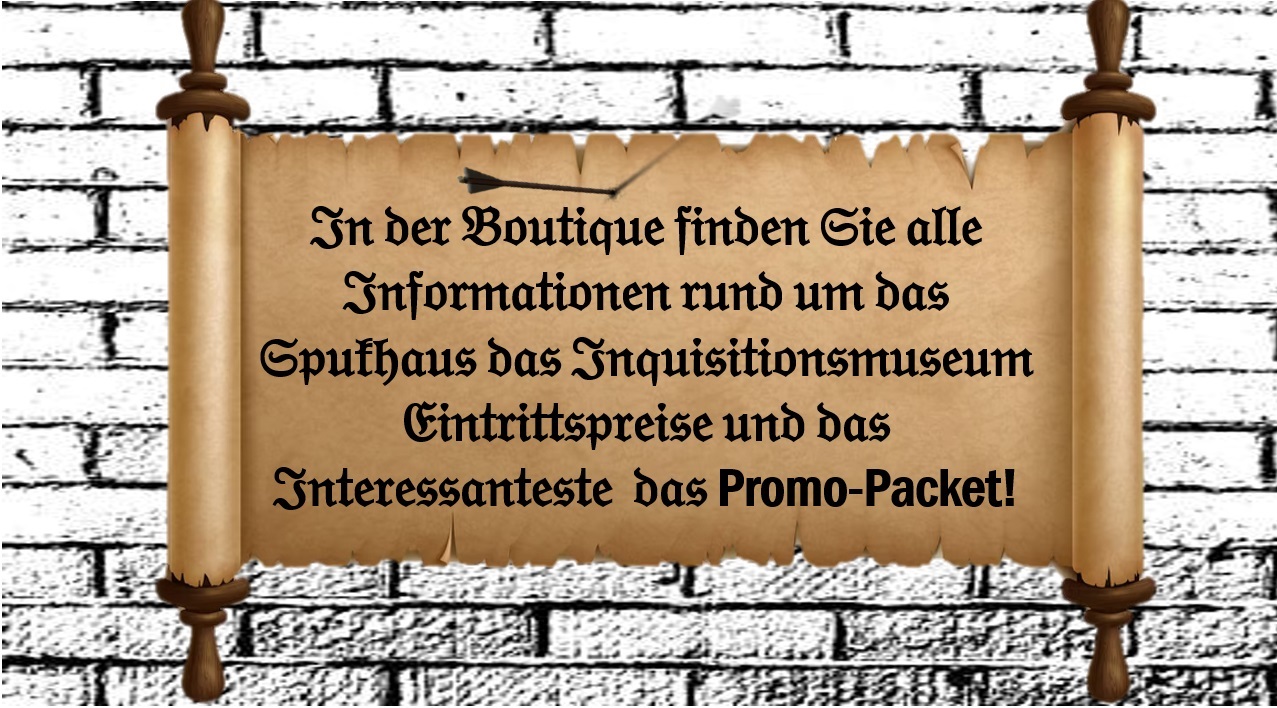 In der Boutique finden Sie alle
Informationen rund um das
Spukhaus das Inquisitionsmuseum
Eintrittspreise und das
Interessanteste das Promo-Packet!